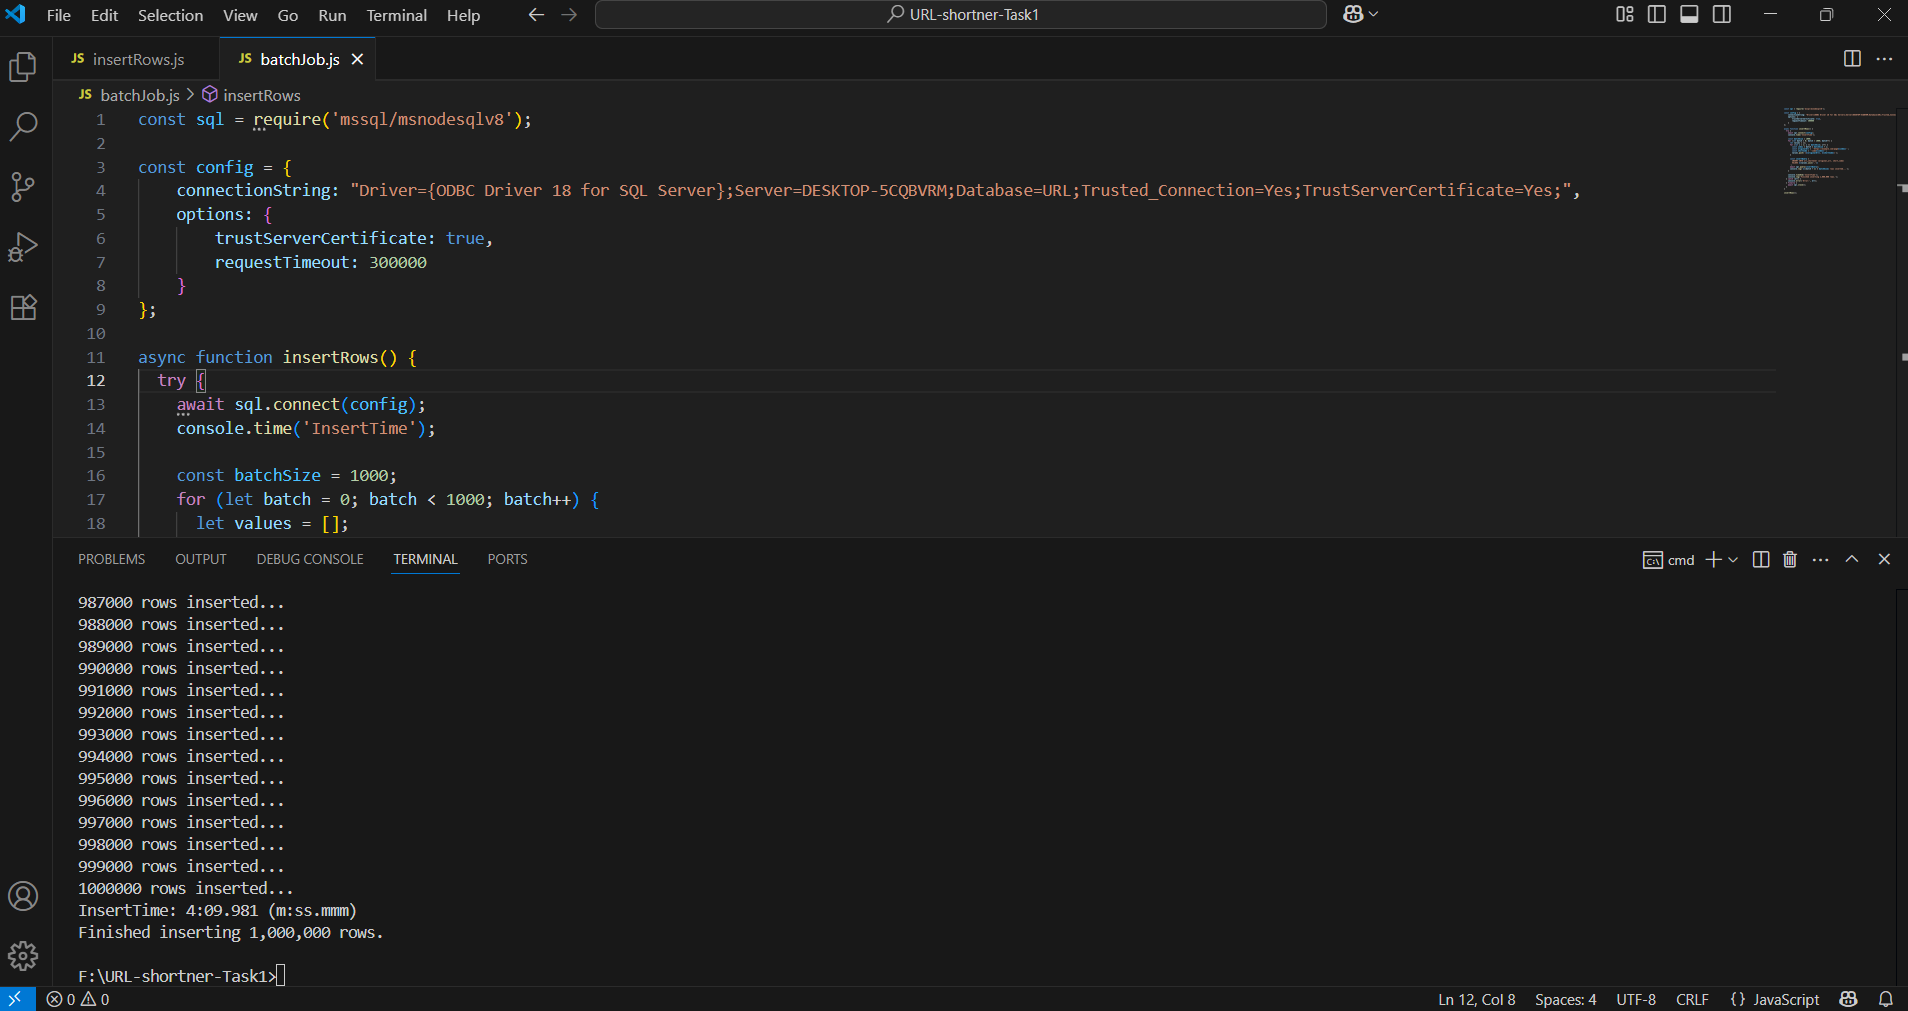 File Edit Selection View Go Run Terminal Help URL-shortner-Task1
JS insertRows.js JS batchJob.js
JS batchJob.js > insertRows
1 const sql = require('mssql/msnodesqlv8');
2
3 const config = {
4 connectionString: "Driver={ODBC Driver 18 for SQL Server};Server=DESKTOP-5CQBVRM;Database=URL;Trusted_Connection=Yes;TrustServerCertificate=Yes;",
5 options: {
6 trustServerCertificate: true,
7 requestTimeout: 300000
8 }
9 };
10
11 async function insertRows() {
12 try {
13 await sql.connect(config);
14 console.time('InsertTime');
15
16 const batchSize = 1000;
17 for (let batch = 0; batch < 1000; batch++) {
18 let values = [];
PROBLEMS OUTPUT DEBUG CONSOLE TERMINAL PORTS cmd
987000 rows inserted...
988000 rows inserted...
989000 rows inserted...
990000 rows inserted...
991000 rows inserted...
992000 rows inserted...
993000 rows inserted...
994000 rows inserted...
995000 rows inserted...
996000 rows inserted...
997000 rows inserted...
998000 rows inserted...
999000 rows inserted...
1000000 rows inserted...
InsertTime: 4:09.981 (m:ss.mmm)
Finished inserting 1,000,000 rows.
F:\URL-shortner-Task1>
0 0 Ln 12, Col 8 Spaces: 4 UTF-8 CRLF {} JavaScript